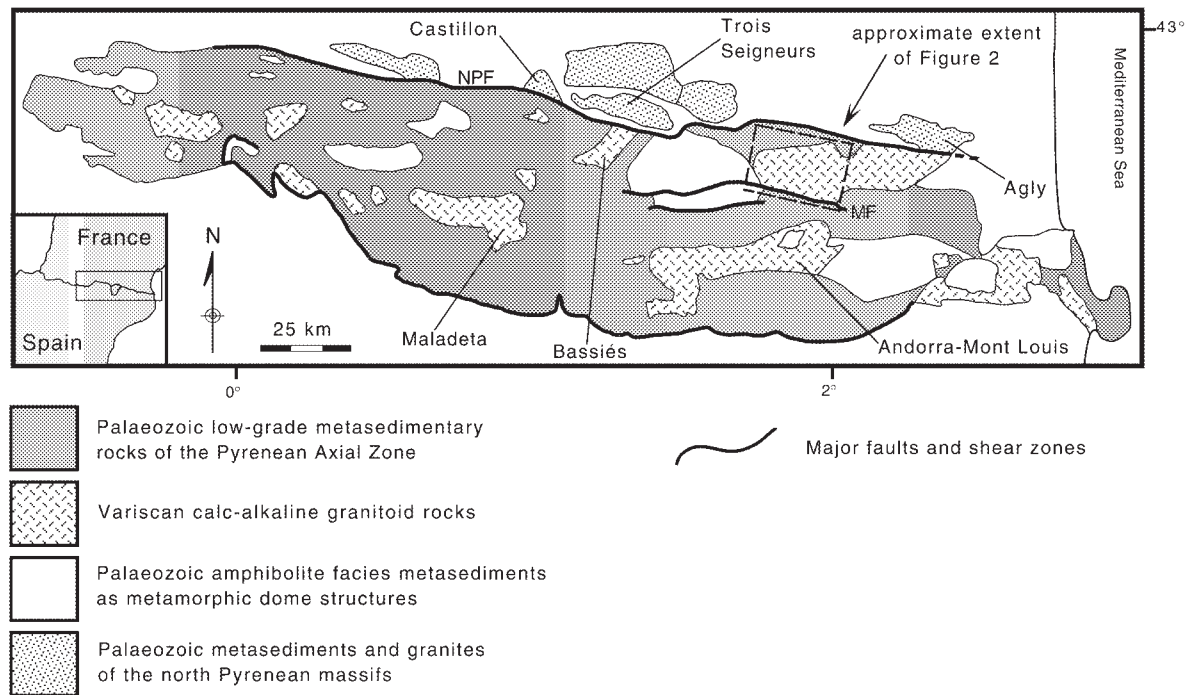 Castillon
Trois
Seigneurs
approximate extent
of Figure 2
43°
NPF
Mediterranean Sea
Agly
MF
France
Spain
N
25 km
Maladeta
Bassiés
Andorra-Mont Louis
0°
2°
Palaeozoic low-grade metasedimentary
rocks of the Pyrenean Axial Zone
Major faults and shear zones
Variscan calc-alkaline granitoid rocks
Palaeozoic amphibolite facies metasediments
as metamorphic dome structures
Palaeozoic metasediments and granites
of the north Pyrenean massifs